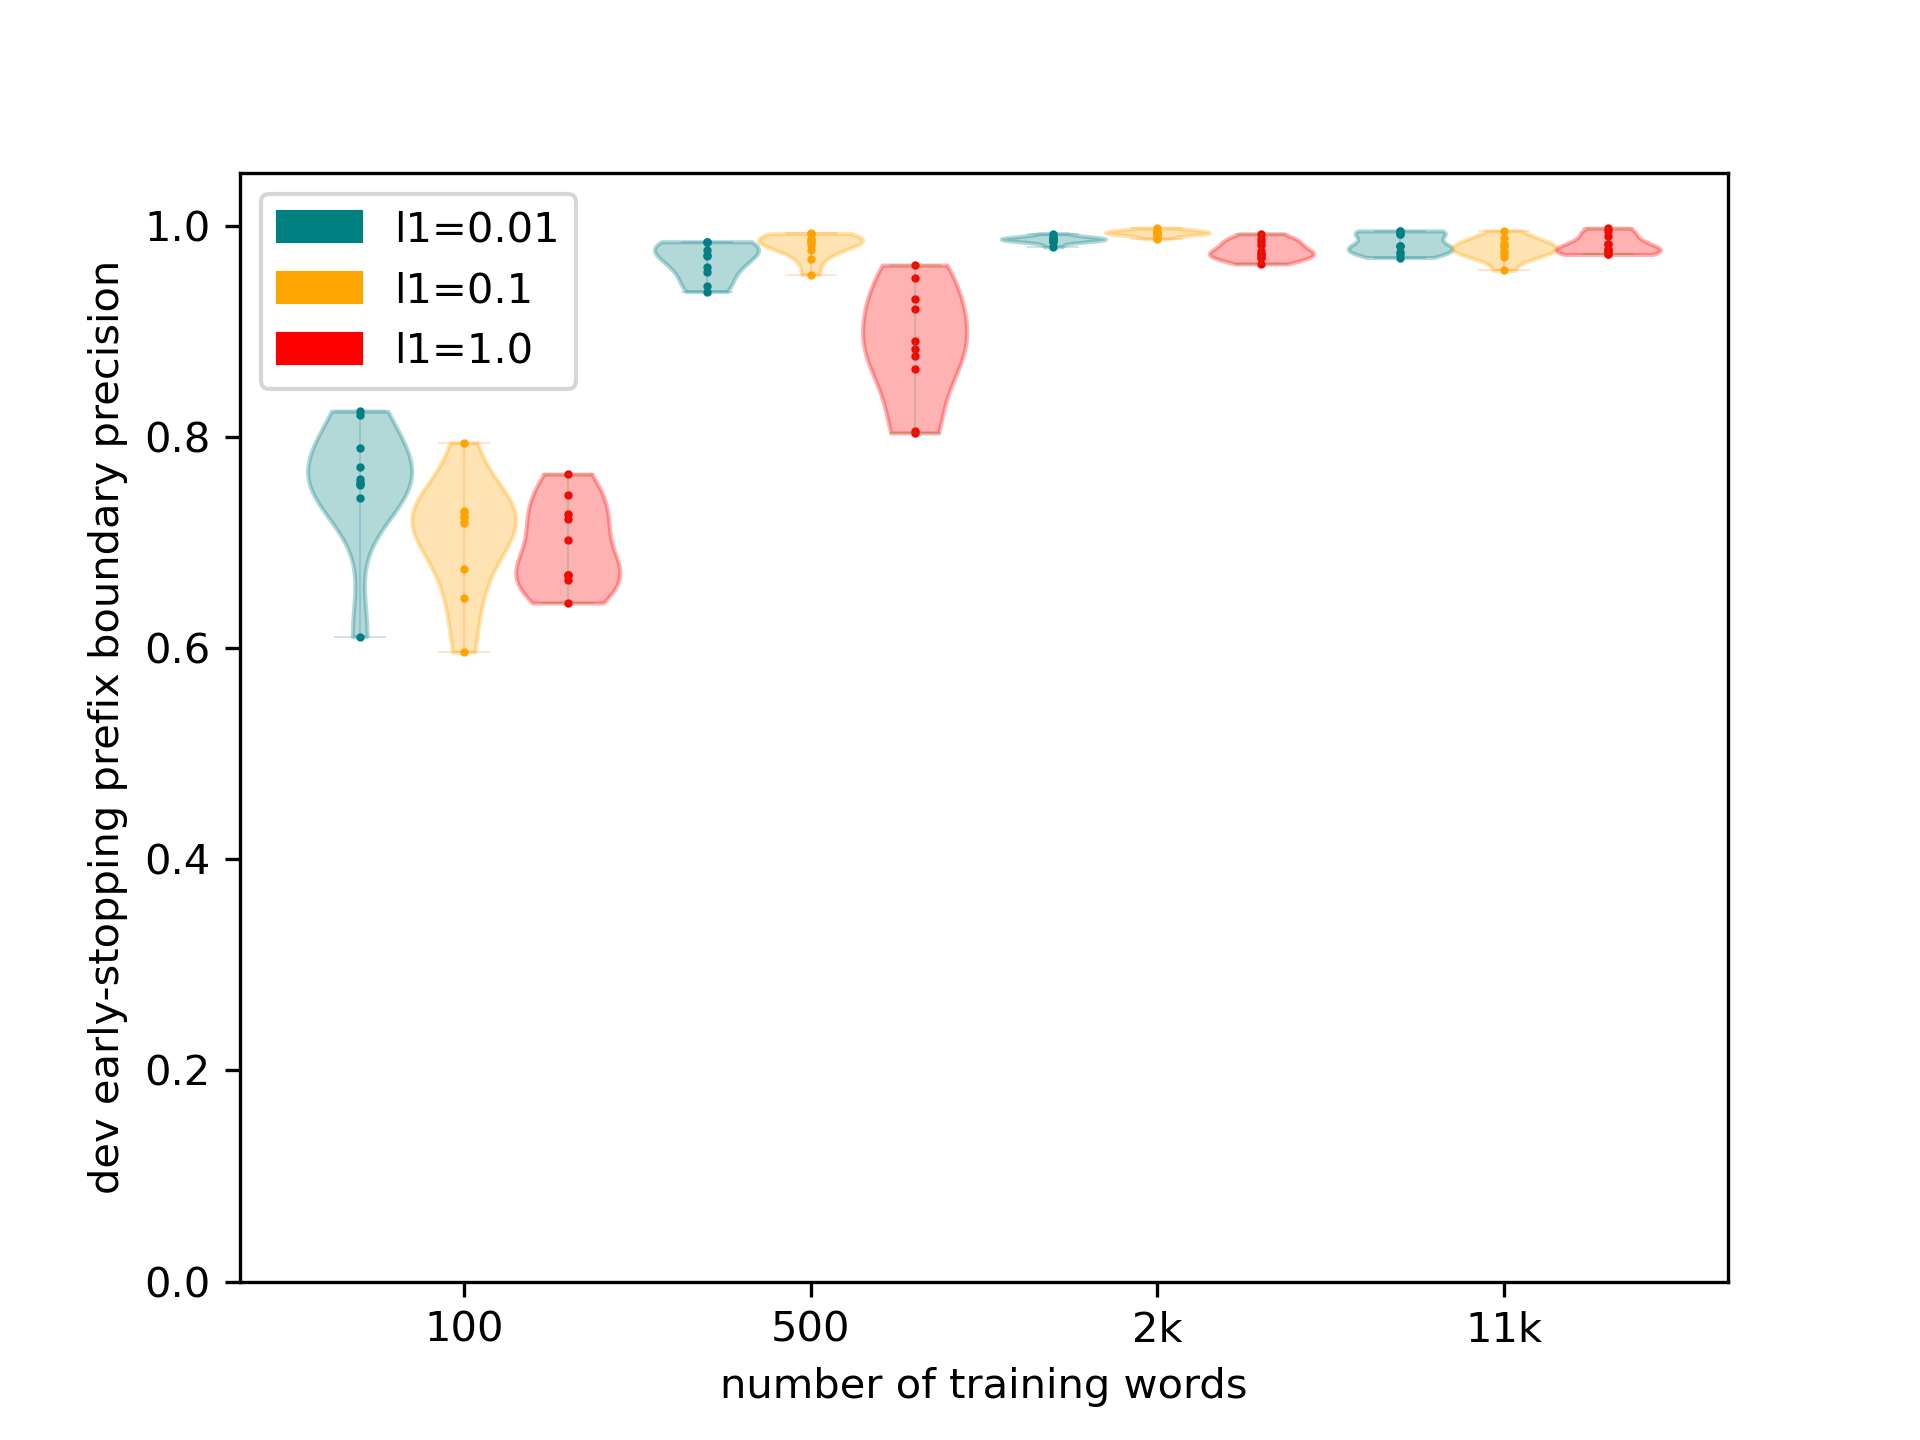 l1=0.01
l1=0.1
l1=1.0
dev early-stopping prefix boundary precision
1.0
0.8
0.6
0.4
0.2
0.0
100 500 2k 11k
number of training words